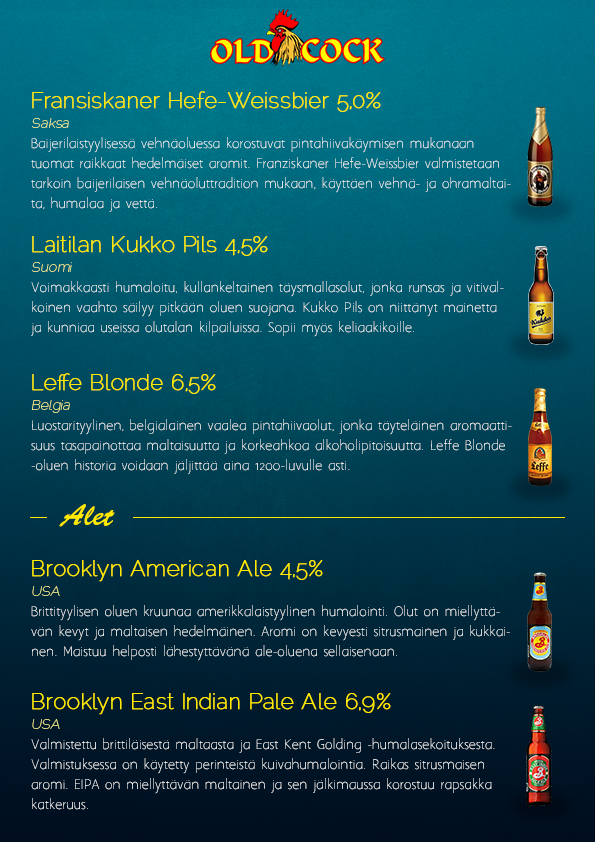 OLD COCK
Fransiskaner Hefe-Weissbier 5,0%
Saksa
Baijerilaistyylisessä vehnäoluessa korostuvat pintahiivakäymisen mukanaan
tuomat raikkaat hedelmäiset aromit. Franziskaner Hefe-Weissbier valmistetaan
tarkoin baijerilaisen vehnäoluttradition mukaan, käyttäen vehnä- ja ohramaltai-
ta, humalaa ja vettä.
Laitilan Kukko Pils 4,5%
Suomi
Voimakkaasti humaloitu, kullankeltainen täysmallasolut, jonka runsas ja vitival-
koinen vaahto säilyy pitkään oluen suojana. Kukko Pils on niittänyt mainetta
ja kunniaa useissa olutalan kilpailuissa. Sopii myös keliaakikoille.
Leffe Blonde 6,5%
Belgia
Luostarityylinen, belgialainen vaalea pintahiivaolut, jonka täyteläinen aromaatti-
suus tasapainottaa maltaisuutta ja korkeahkoa alkoholipitoisuutta. Leffe Blonde
-oluen historia voidaan jäljittää aina 1200-luvulle asti.
Leffe
Alet
Brooklyn American Ale 4,5%
USA
Brittityylisen oluen kruunaa amerikkalaistyylinen humalointi. Olut on miellyttä-
vän kevyt ja maltaisen hedelmäinen. Aromi on kevyesti sitrusmainen ja kukkai-
nen. Maistuu helposti lähestyttävänä ale-oluena sellaisenaan.
Brooklyn East Indian Pale Ale 6,9%
USA
Valmistettu brittiläisestä maltaasta ja East Kent Golding -humalasekoituksesta.
Valmistuksessa on käytetty perinteistä kuivahumalointia. Raikas sitrusmaisen
aromi. EIPA on miellyttävän maltainen ja sen jälkimaussa korostuu rapsakka
katkeruus.